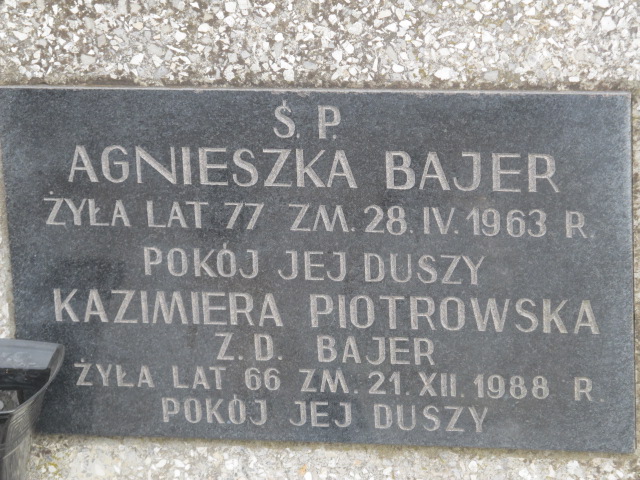 Ś. P.
AGNIESZKA BAJER
ŻYŁA LAT 77 ZM. 28. IV. 1963 R.
POKÓJ JEJ DUSZY
KAZIMIERA PIOTROWSKA
Z. D. BAJER
ŻYŁA LAT 66 ZM. 21. XII. 1988 R.
POKÓJ JEJ DUSZY